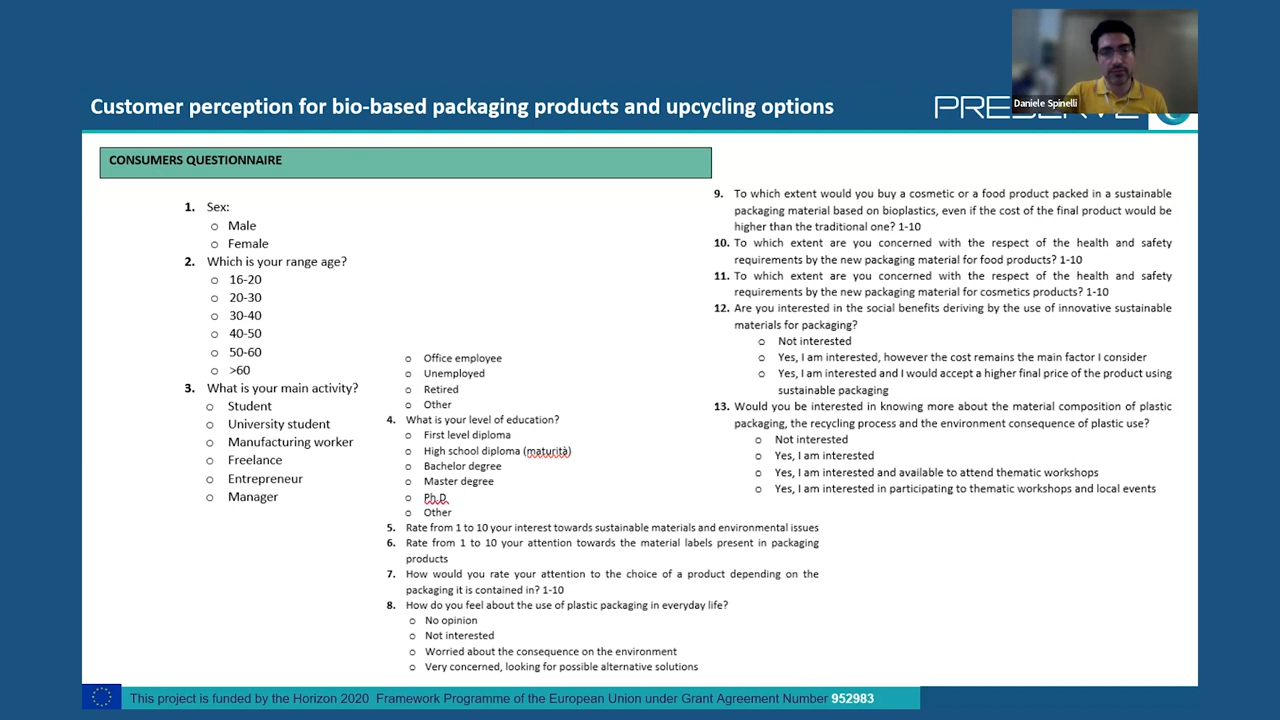 Customer perception for bio-based packaging products and upcycling options
Daniele Spinelli
CONSUMERS QUESTIONNAIRE
1. Sex:
o Male
o Female
2. Which is your range age?
o 16-20
o 20-30
o 30-40
o 40-50
o 50-60
o >60
3. What is your main activity?
o Student
o University student
o Manufacturing worker
o Freelance
o Entrepreneur
o Manager
o Office employee
o Unemployed
o Retired
o Other
4. What is your level of education?
o First level diploma
o High school diploma (maturità)
o Bachelor degree
o Master degree
o Ph.D.
o Other
5. Rate from 1 to 10 your interest towards sustainable materials and environmental issues
6. Rate from 1 to 10 your attention towards the material labels present in packaging
products
7. How would you rate your attention to the choice of a product depending on the
packaging it is contained in? 1-10
8. How do you feel about the use of plastic packaging in everyday life?
o No opinion
o Not interested
o Worried about the consequence on the environment
o Very concerned, looking for possible alternative solutions
9. To which extent would you buy a cosmetic or a food product packed in a sustainable
packaging material based on bioplastics, even if the cost of the final product would be
higher than the traditional one? 1-10
10. To which extent are you concerned with the respect of the health and safety
requirements by the new packaging material for food products? 1-10
11. To which extent are you concerned with the respect of the health and safety
requirements by the new packaging material for cosmetics products? 1-10
12. Are you interested in the social benefits deriving by the use of innovative sustainable
materials for packaging?
o Not interested
o Yes, I am interested, however the cost remains the main factor I consider
o Yes, I am interested and I would accept a higher final price of the product using
sustainable packaging
13. Would you be interested in knowing more about the material composition of plastic
packaging, the recycling process and the environment consequence of plastic use?
o Not interested
o Yes, I am interested
o Yes, I am interested and available to attend thematic workshops
o Yes, I am interested in participating to thematic workshops and local events
This project is funded by the Horizon 2020 Framework Programme of the European Union under Grant Agreement Number 952983